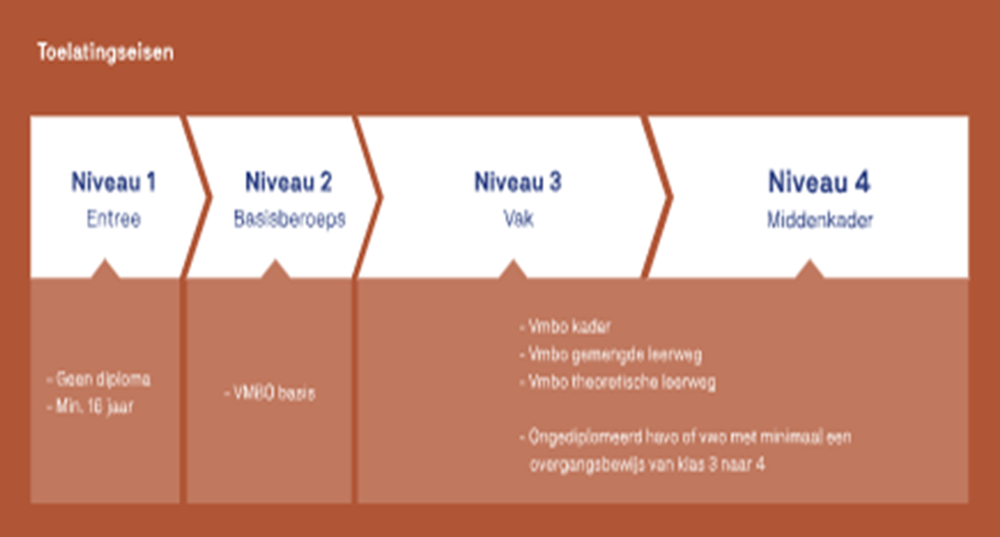 Toelatingseisen
Niveau 1
Entree
Niveau 2
Basisberoeps
Niveau 3
Vak
Niveau 4
Middenkader
- Geen diploma
- Min. 16 jaar
- VMBO basis
- Vmbo kader
- Vmbo gemengde leerweg
- Vmbo theoretische leerweg
- Ongediplomeerd havo of vwo met minimaal een
overgangsbewijs van klas 3 naar 4